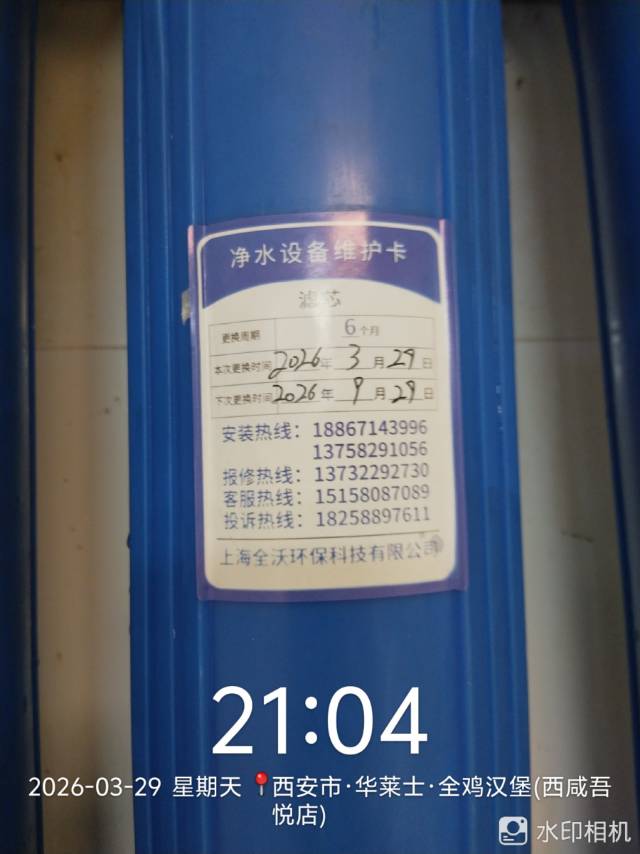 净水设备维护卡
滤芯
更换周期 6个月
本次更换时间 2026年 3月 29日
下次更换时间 2026年 9月 29日
安装热线: 18867143996
13758291056
报修热线: 13732292730
客服热线: 15158087089
投诉热线: 18258897611
上海全沃环保科技有限公司
21:04
2026-03-29 星期天 📍西安市·华莱士·全鸡汉堡(西咸吾
悦店)
水印相机